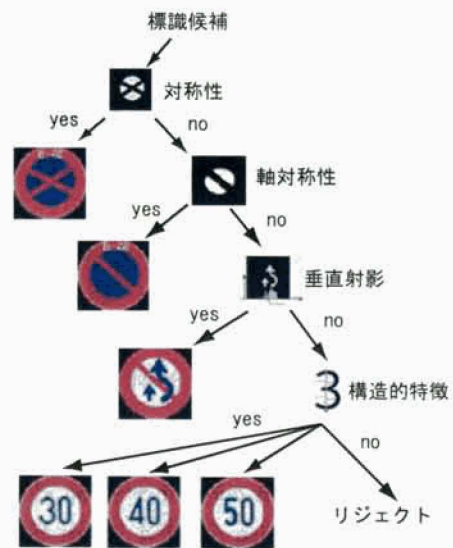 標識候補
対称性
yes
no
軸対称性
yes
no
垂直射影
yes
no
3 構造的特徴
yes
no
30 40 50
リジェクト